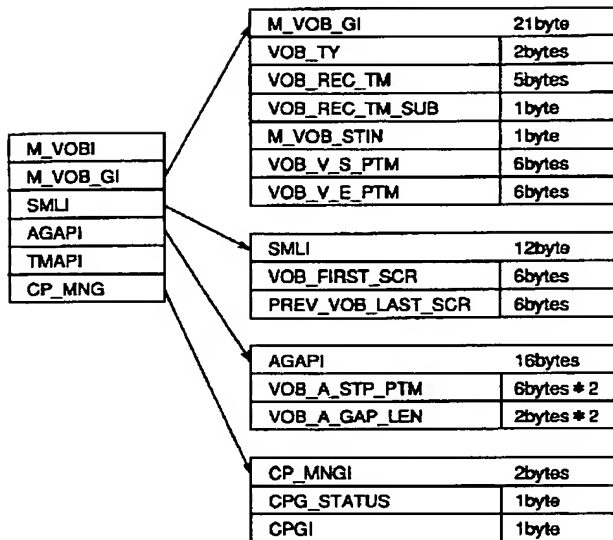 M_VOBI
M_VOB_GI
SMLI
AGAPI
TMAPI
CP_MNG
M_VOB_GI 21byte
VOB_TY 2bytes
VOB_REC_TM 5bytes
VOB_REC_TM_SUB 1byte
M_VOB_STIN 1byte
VOB_V_S_PTM 6bytes
VOB_V_E_PTM 6bytes
SMLI 12byte
VOB_FIRST_SCR 6bytes
PREV_VOB_LAST_SCR 6bytes
AGAPI 16bytes
VOB_A_STP_PTM 6bytes * 2
VOB_A_GAP_LEN 2bytes * 2
CP_MNGI 2bytes
CPG_STATUS 1byte
CPGI 1byte